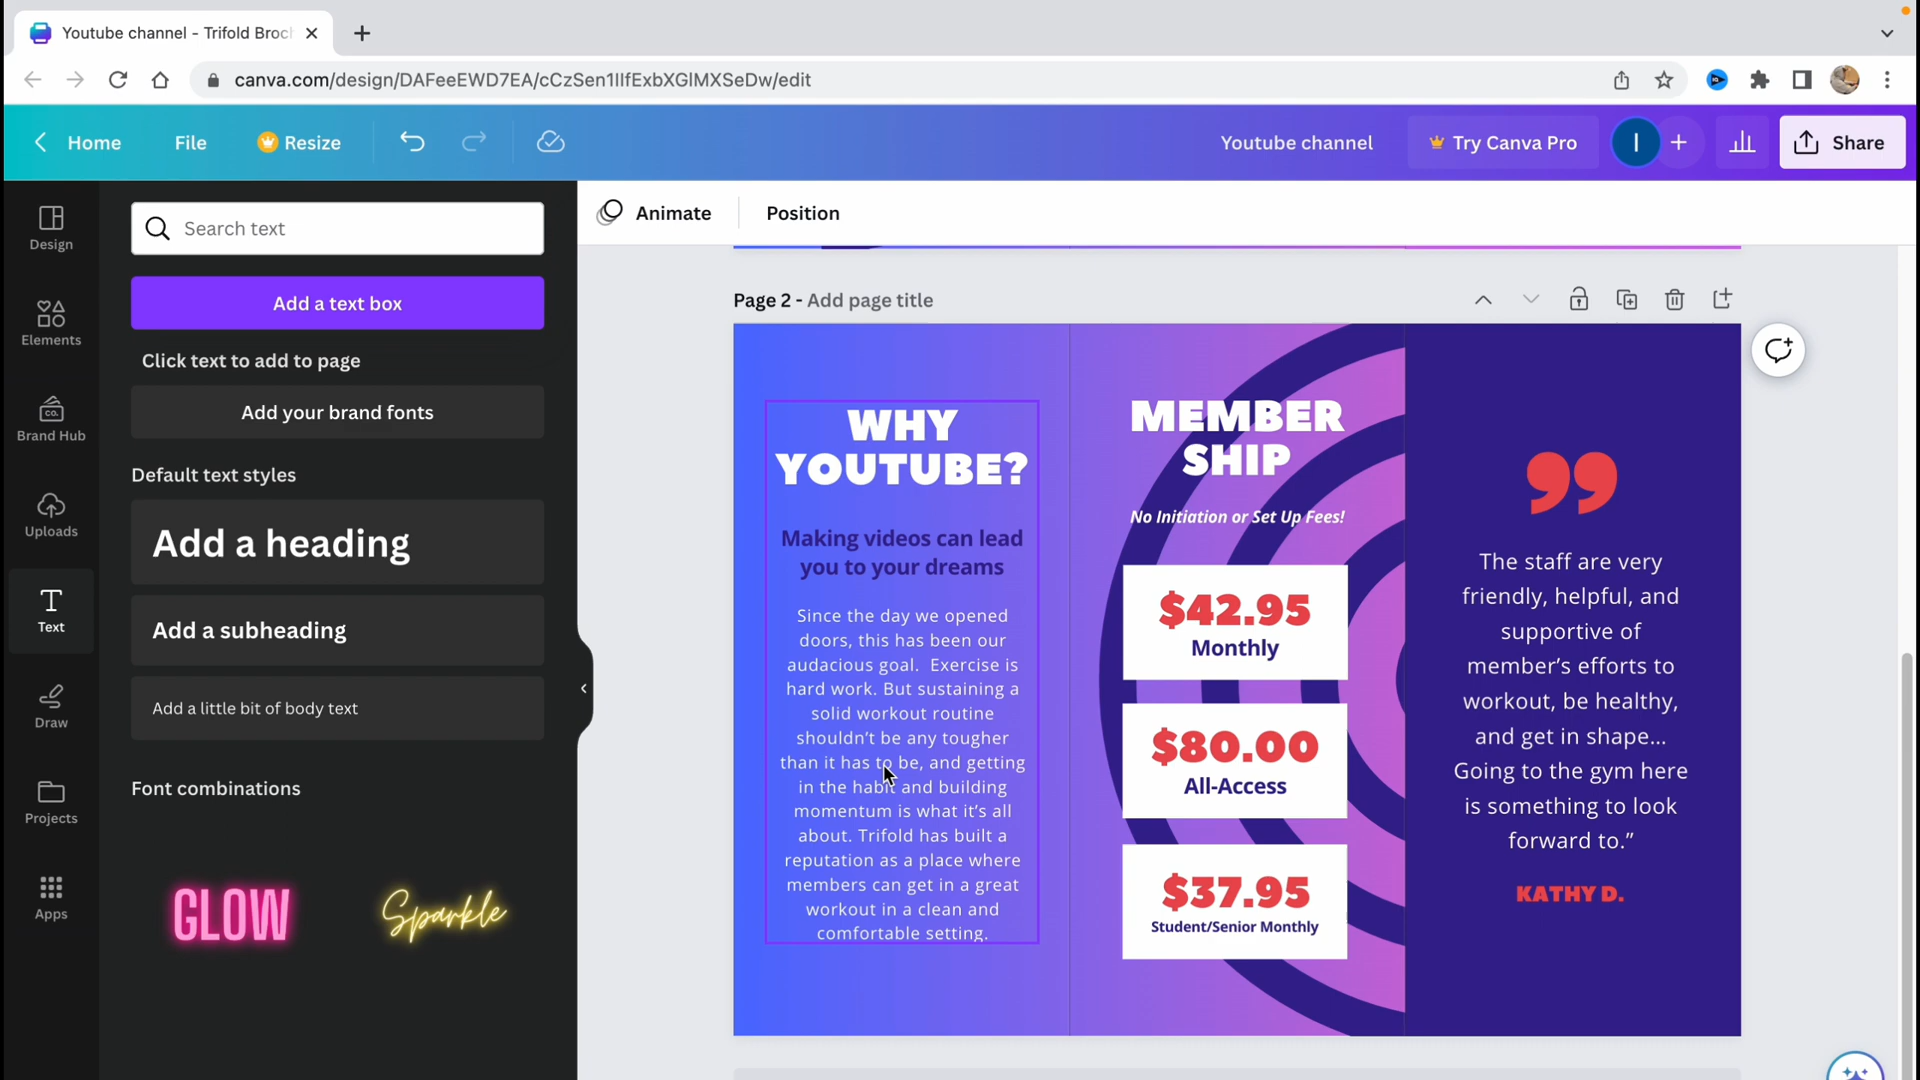 Youtube channel - Trifold Broc
canva.com/design/DAFeeEWD7EA/cCzSen1IIfExbXGlMXSeDw/edit
Home
File
Resize
Youtube channel
Try Canva Pro
I
Share
Design
Elements
Brand Hub
Uploads
Text
Draw
Projects
Apps
CO.
Search text
Add a text box
Click text to add to page
Add your brand fonts
Default text styles
Add a heading
Add a subheading
Add a little bit of body text
Font combinations
GLOW
Sparkle
Animate
Position
Page 2 - Add page title
WHY
YOUTUBE?
Making videos can lead
you to your dreams
Since the day we opened
doors, this has been our
audacious goal.  Exercise is
hard work. But sustaining a
solid workout routine
shouldn't be any tougher
than it has to be, and getting
in the habit and building
momentum is what it's all
about. Trifold has built a
reputation as a place where
members can get in a great
workout in a clean and
comfortable setting.
MEMBER
SHIP
No Initiation or Set Up Fees!
$42.95
Monthly
$80.00
All-Access
$37.95
Student/Senior Monthly
”
The staff are very
friendly, helpful, and
supportive of
member's efforts to
workout, be healthy,
and get in shape...
Going to the gym here
is something to look
forward to.”
KATHY D.